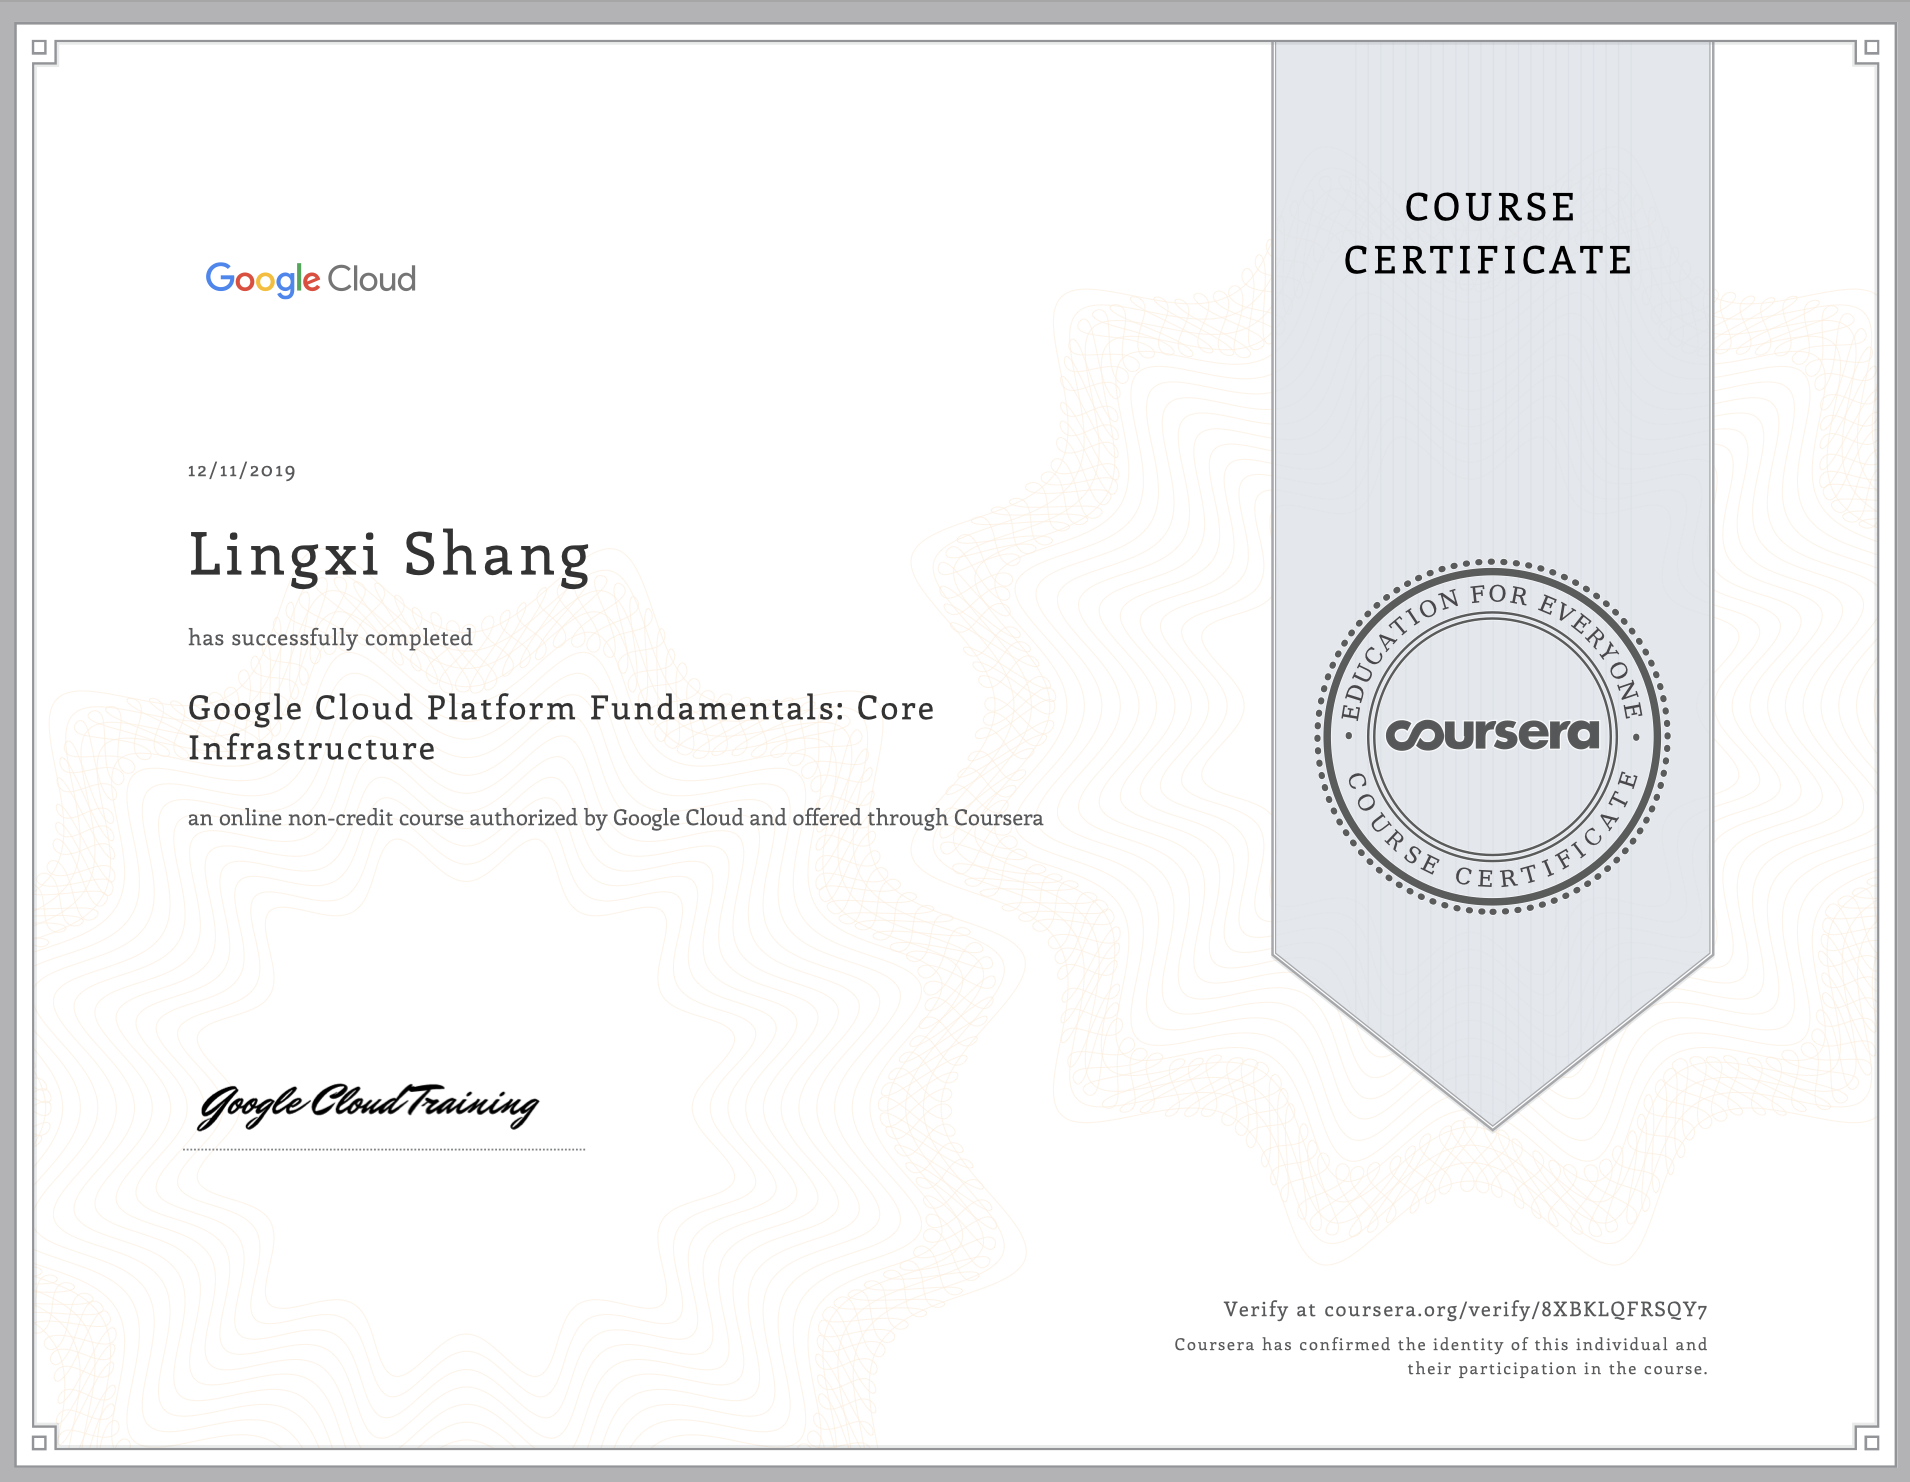 Google Cloud
COURSE
CERTIFICATE
12/11/2019
Lingxi Shang
has successfully completed
Google Cloud Platform Fundamentals: Core
Infrastructure
an online non-credit course authorized by Google Cloud and offered through Coursera
EDUCATION FOR EVERYONE
coursera
COURSE CERTIFICATE
Google Cloud Training
Verify at coursera.org/verify/8XBKLQFRSQY7
Coursera has confirmed the identity of this individual and
their participation in the course.